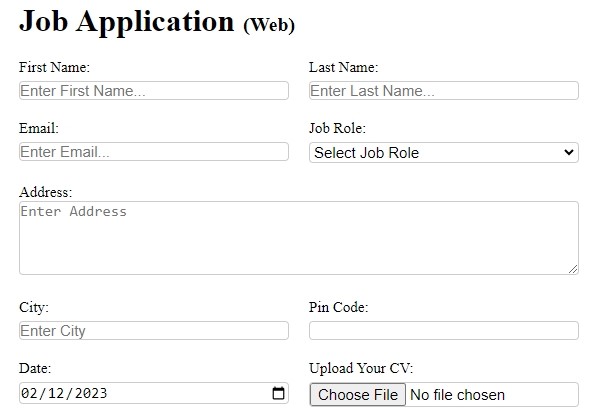 Job Application (Web)
First Name: Last Name:
Enter First Name... Enter Last Name...
Email: Job Role:
Enter Email... Select Job Role
Address:
Enter Address
City: Pin Code:
Enter City
Date: Upload Your CV:
02/12/2023 Choose File No file chosen